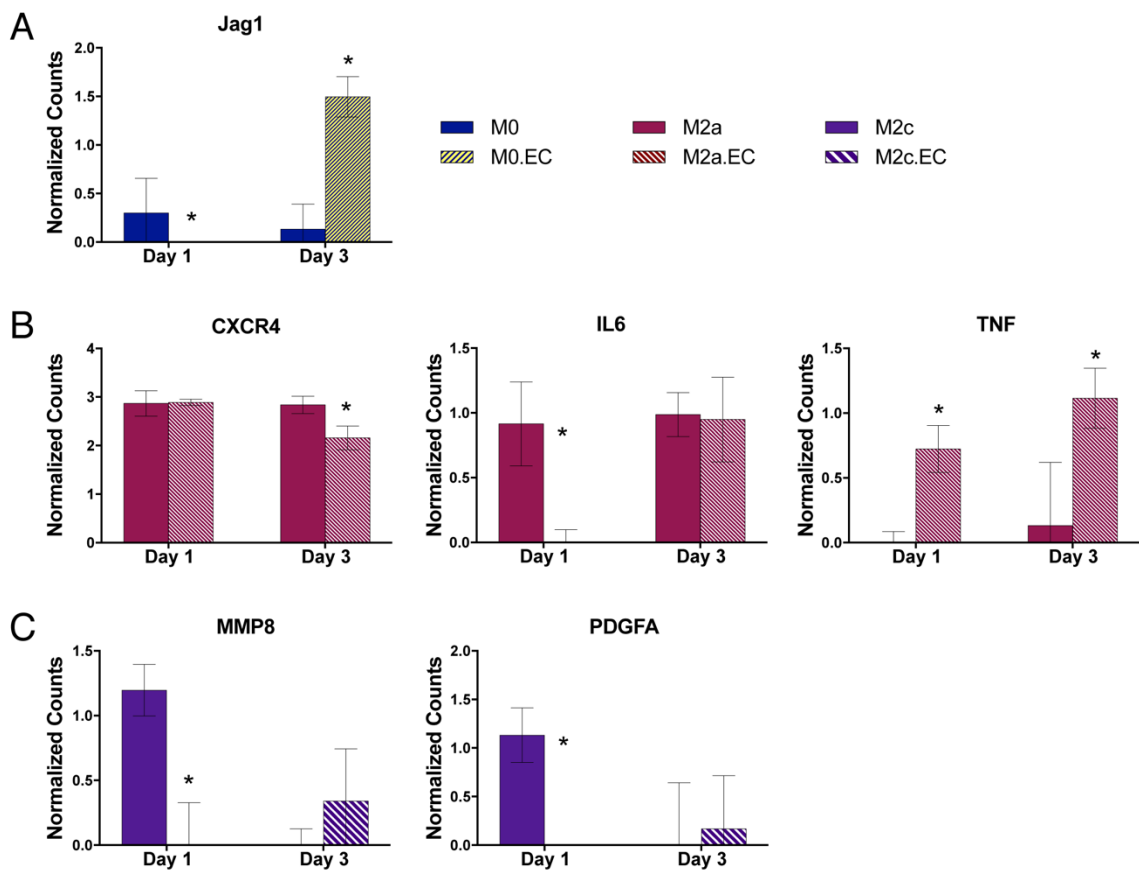 A
Jag1
Normalized Counts
2.0
1.5
1.0
0.5
0.0
*
*
Day 1 Day 3
M0 M2a M2c
M0.EC M2a.EC M2c.EC
B
CXCR4
Normalized Counts
4
3
2
1
0
*
Day 1 Day 3
IL6
Normalized Counts
1.5
1.0
0.5
0.0
*
Day 1 Day 3
TNF
Normalized Counts
1.5
1.0
0.5
0.0
*
*
Day 1 Day 3
C
MMP8
Normalized Counts
1.5
1.0
0.5
0.0
*
Day 1 Day 3
PDGFA
Normalized Counts
2.0
1.5
1.0
0.5
0.0
*
Day 1 Day 3